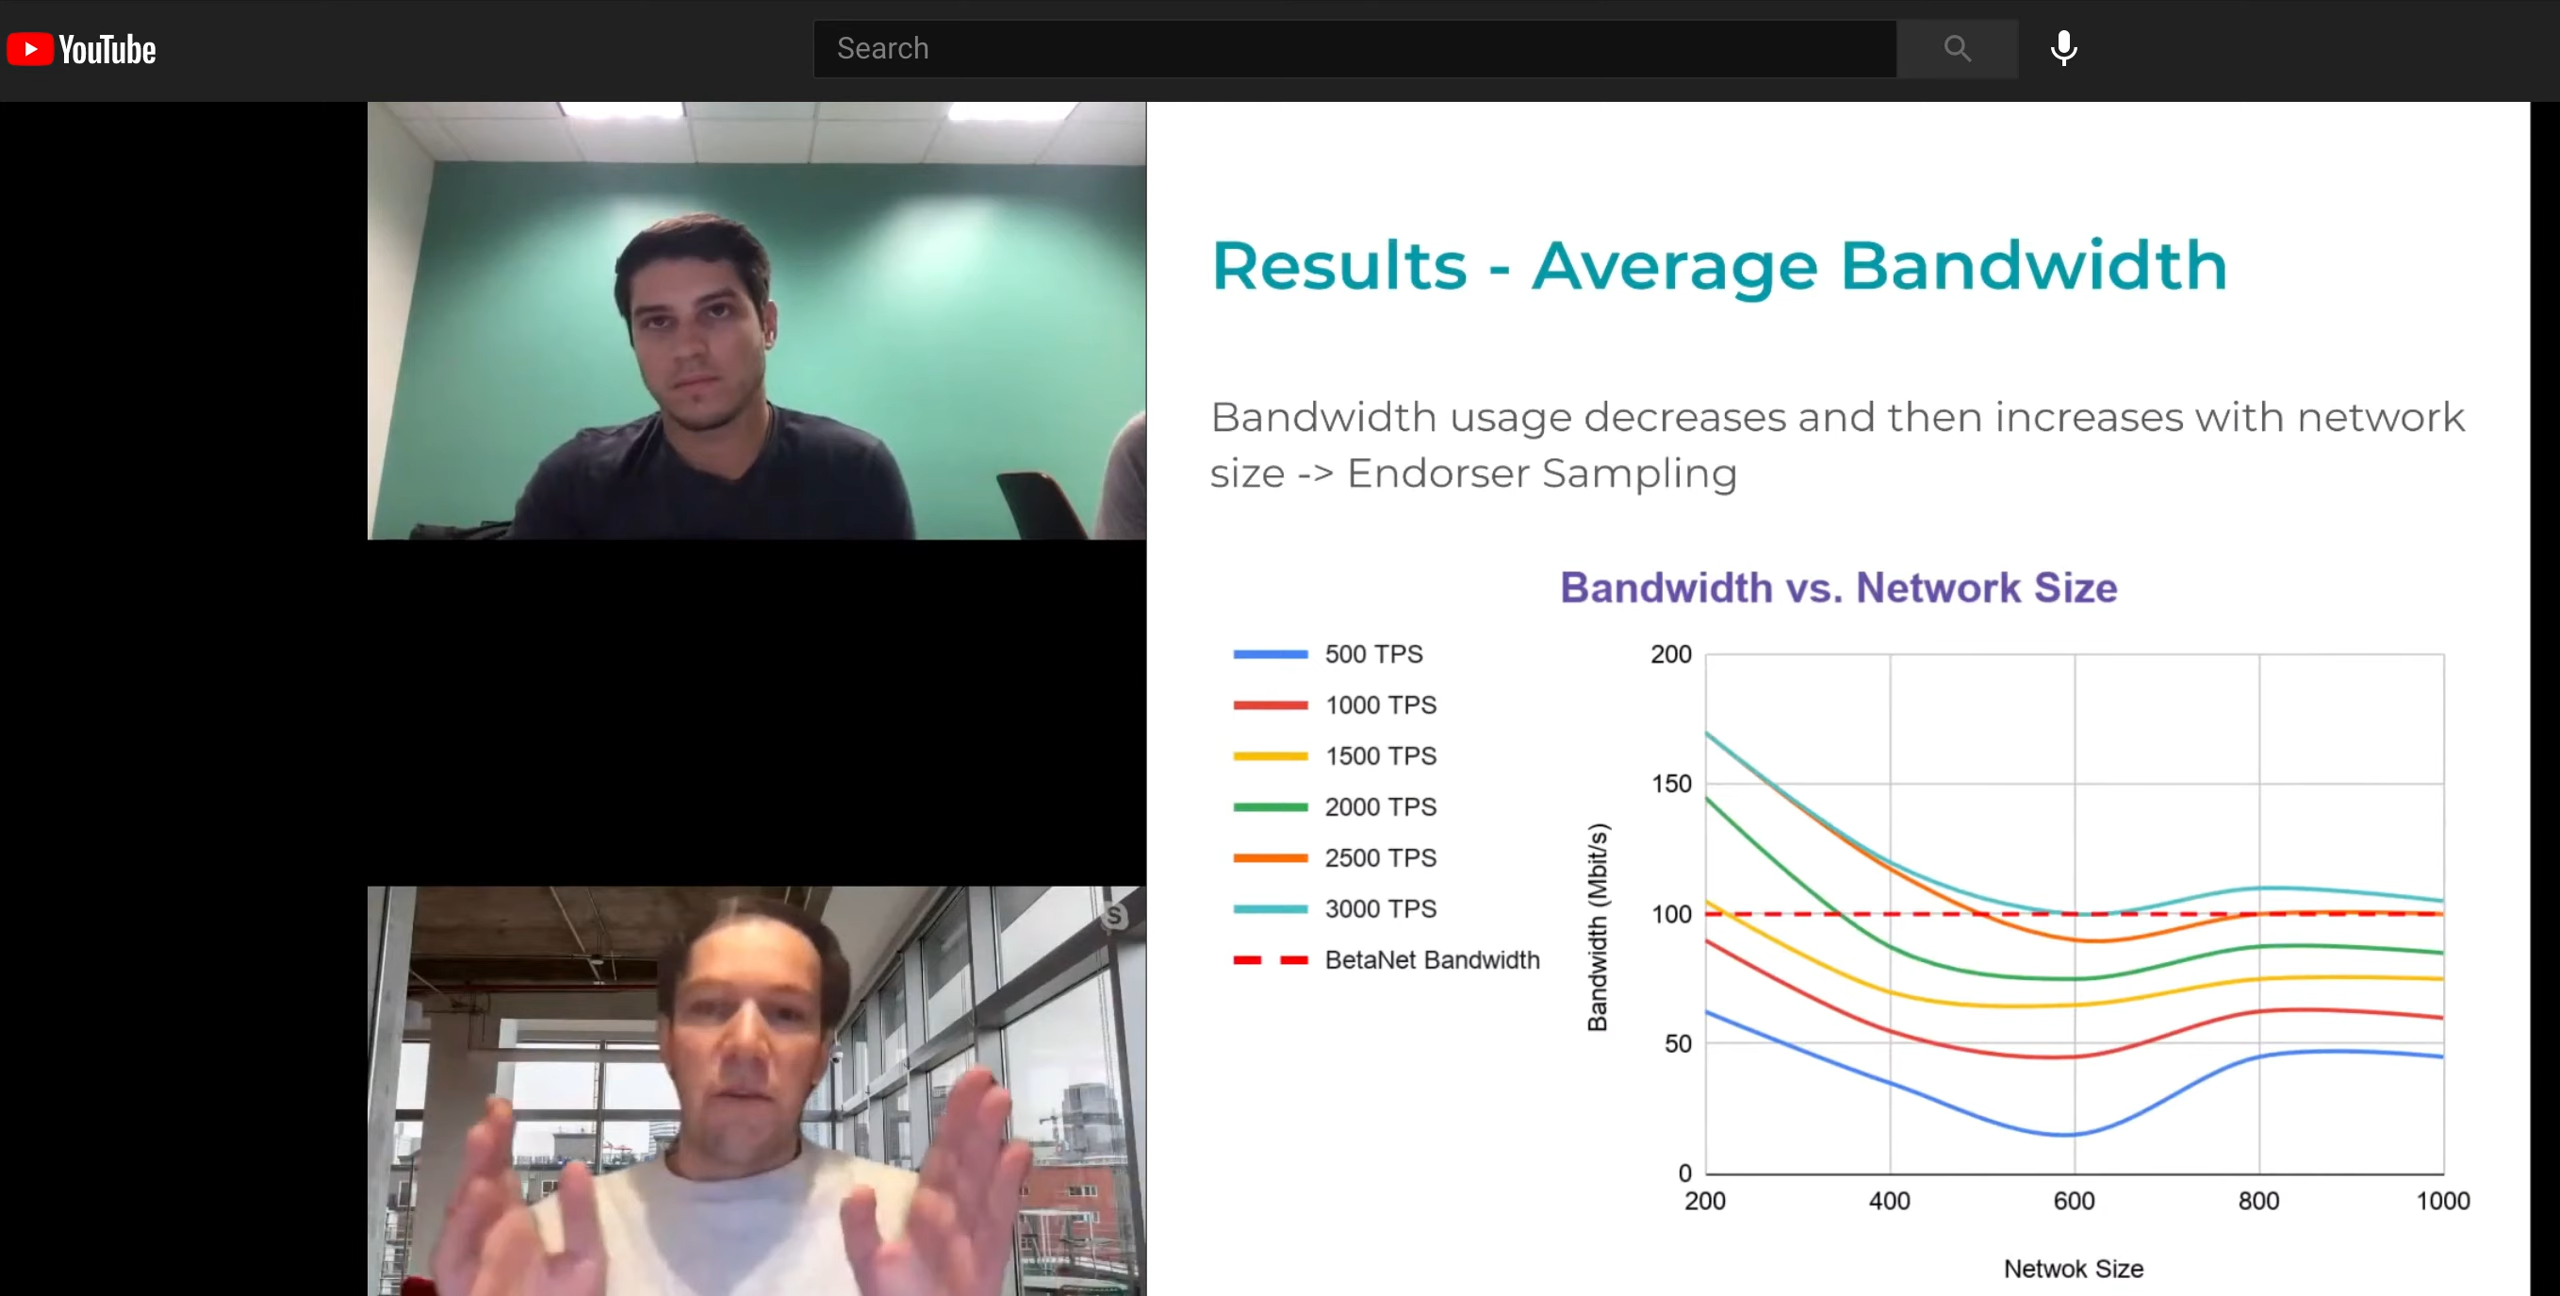 YouTube
Search
Results - Average Bandwidth
Bandwidth usage decreases and then increases with network
size -> Endorser Sampling
Bandwidth vs. Network Size
500 TPS
1000 TPS
1500 TPS
2000 TPS
2500 TPS
3000 TPS
BetaNet Bandwidth
Bandwidth (Mbit/s)
200
150
100
50
0
200 400 600 800 1000
Netwok Size
S